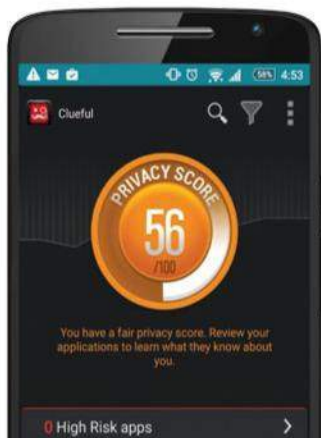 58% 4:53
Clueful
PRIVACY SCORE
56
/100
You have a fair privacy score. Review your
applications to learn what they know about
you.
0 High Risk apps